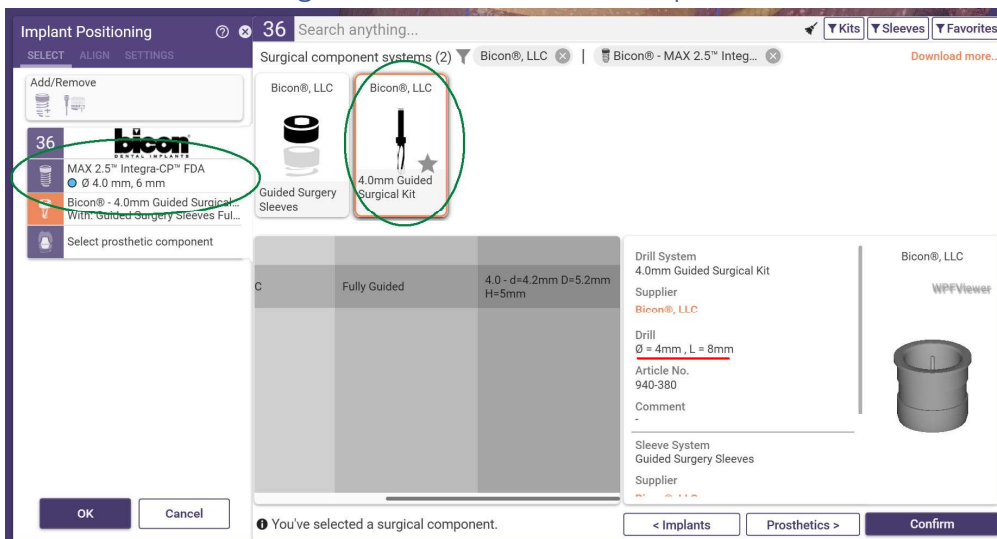 Implant Positioning
SELECT ALIGN SETTINGS
Add/Remove
36
bicon
DENTAL IMPLANTS
MAX 2.5™ Integra-CP™ FDA
Ø 4.0 mm, 6 mm
Bicon® - 4.0mm Guided Surgical...
With: Guided Surgery Sleeves Ful...
Select prosthetic component
OK
Cancel
36 Search anything...
Kits
Sleeves
Favorites
Surgical component systems (2)
Bicon®, LLC
Bicon® - MAX 2.5™ Integ...
Download more..
Bicon®, LLC
Guided Surgery
Sleeves
Bicon®, LLC
4.0mm Guided
Surgical Kit
C
Fully Guided
4.0 - d=4.2mm D=5.2mm
H=5mm
Drill System
4.0mm Guided Surgical Kit
Supplier
Bicon®, LLC
Drill
Ø = 4mm , L = 8mm
Article No.
940-380
Comment
-
Sleeve System
Guided Surgery Sleeves
Supplier
Bicon®, LLC
WPFViewer
You've selected a surgical component.
< Implants
Prosthetics >
Confirm